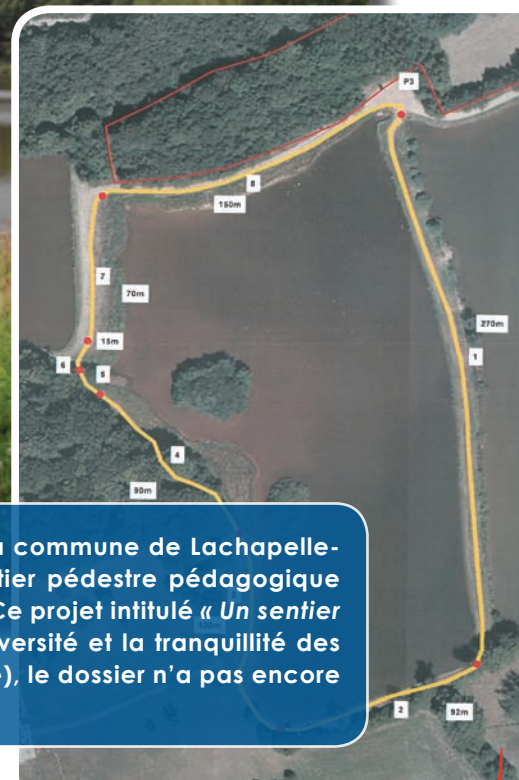 P3
8
150m
7
70m
270m
1
15m
6
5
4
90m
a commune de Lachapelle-
tier pédestre pédagogique
Ce projet intitulé « Un sentier
versité et la tranquillité des
), le dossier n'a pas encore
2
92m